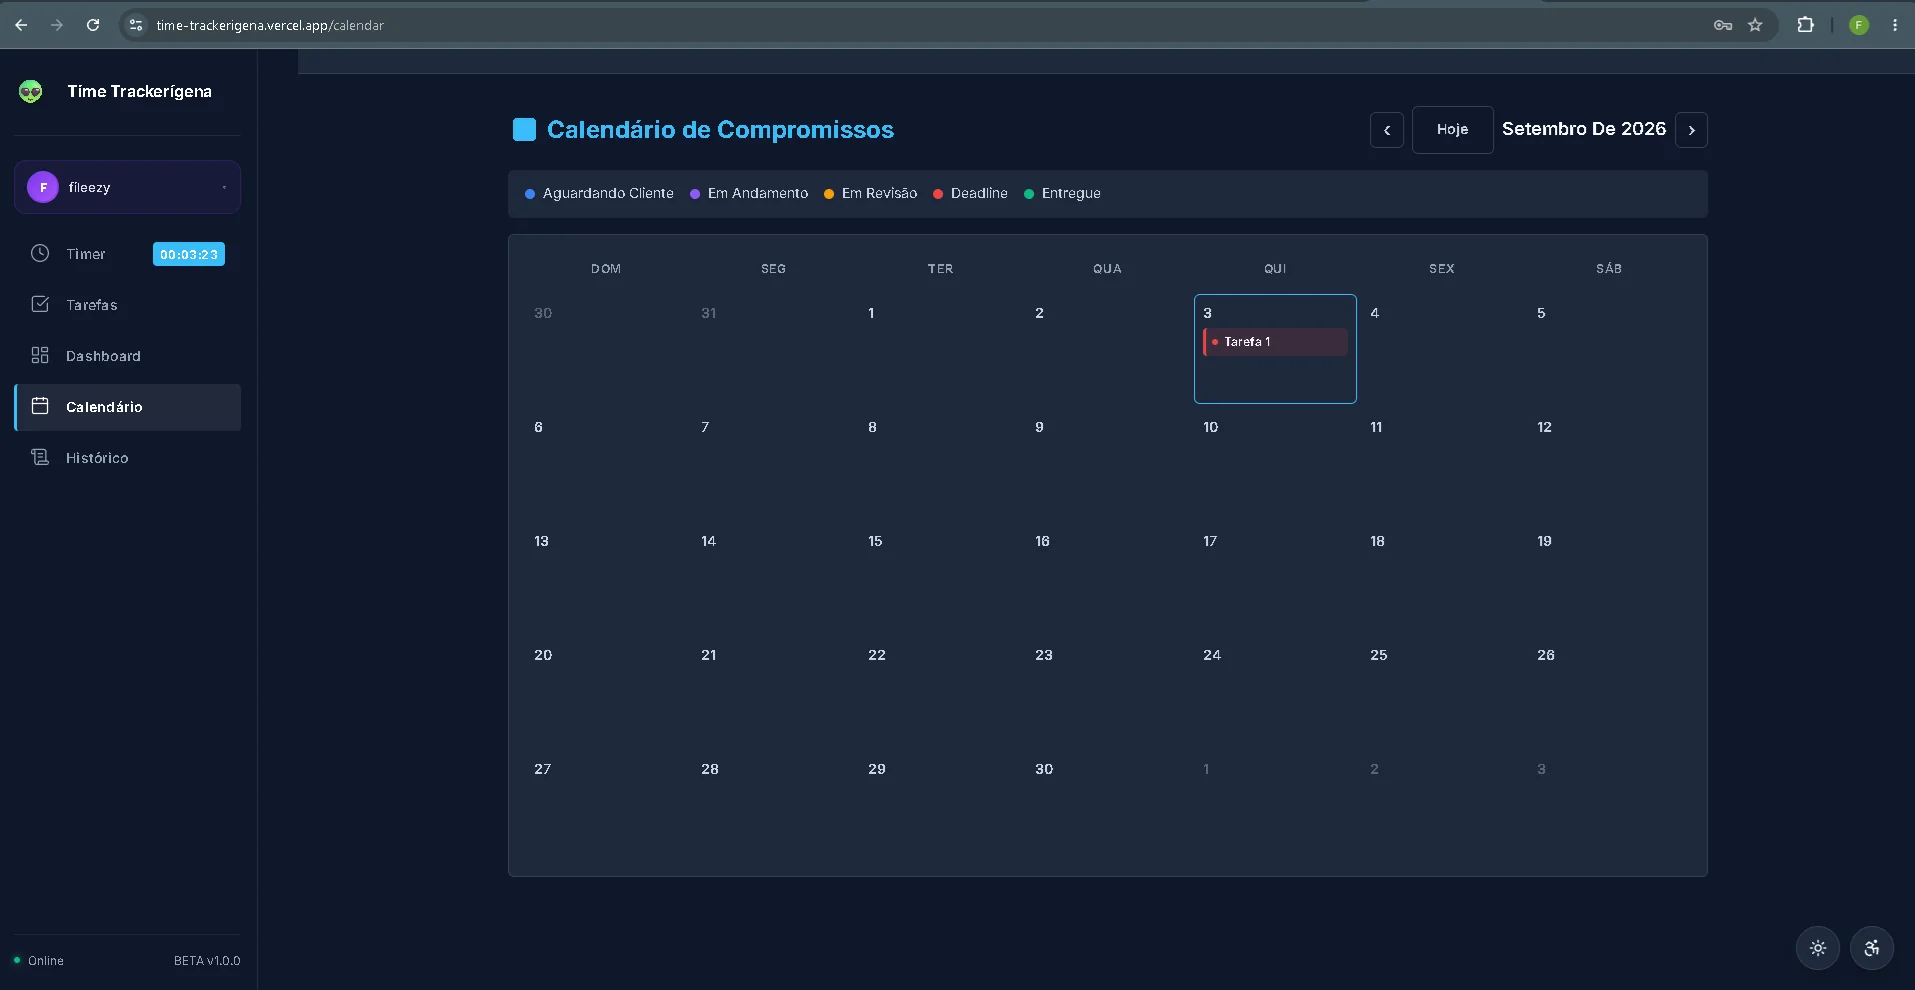 time-trackerigena.vercel.app/calendar
F
Time Trackerígena
F
fileezy
Timer
00:03:23
Tarefas
Dashboard
Calendário
Histórico
Online
BETA v1.0.0
Calendário de Compromissos
Hoje
Setembro De 2026
Aguardando Cliente
Em Andamento
Em Revisão
Deadline
Entregue
DOM SEG TER QUA QUI SEX SÁB
30 31 1 2 3 4 5
Tarefa 1
6 7 8 9 10 11 12
13 14 15 16 17 18 19
20 21 22 23 24 25 26
27 28 29 30 1 2 3